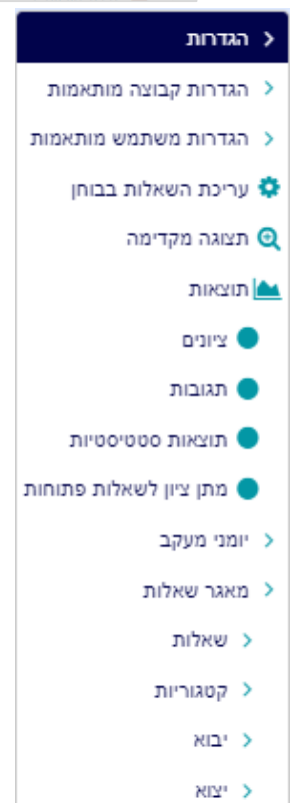 הגדרות
הגדרות קבוצה מותאמות
הגדרות משתמש מותאמות
עריכת השאלות בבוחן
תצוגה מקדימה
תוצאות
ציונים
תגובות
תוצאות סטטיסטיות
מתן ציון לשאלות פתוחות
יומני מעקב
מאגר שאלות
שאלות
קטגוריות
יבוא
יצוא